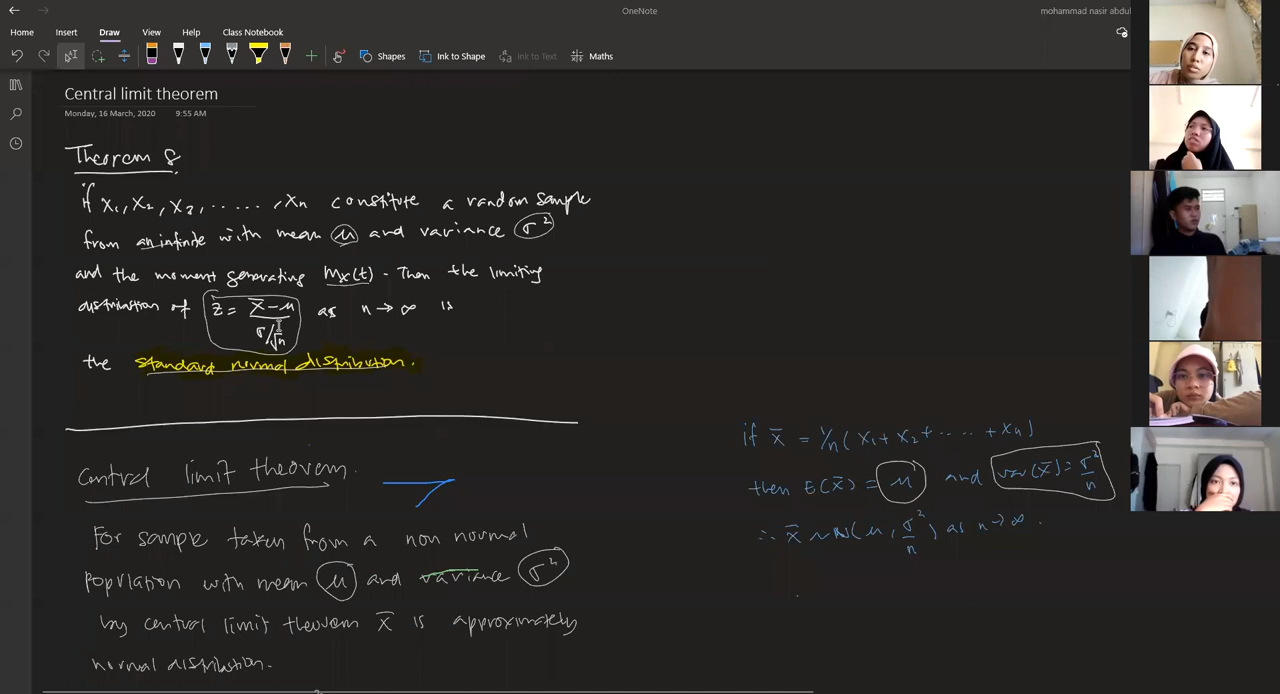 OneNote
mohammad nasir abdul
Home Insert Draw View Help Class Notebook
Shapes Ink to Shape Ink to Text Maths
Central limit theorem
Monday, 16 March, 2020 9:55 AM
Theorem 8
if X1, X2, X3, ......, Xn constitute a random sample
from an infinite with mean μ and variance σ²
and the moment generating Mx(t). Then the limiting
distribution of Z = (X̄ - μ)/(σ/√n) as n → ∞ is
the standard normal distribution.
Central limit theorem.
For sample taken from a non normal
population with mean μ and variance σ²
by central limit theorem X̄ is approximately
normal distribution.
if X̄ = 1/n (X1 + X2 + ..... + Xn)
then E(X̄) = μ and var(X̄) = σ²/n
∴ X̄ ~ N(μ, σ²/n) as n → ∞.